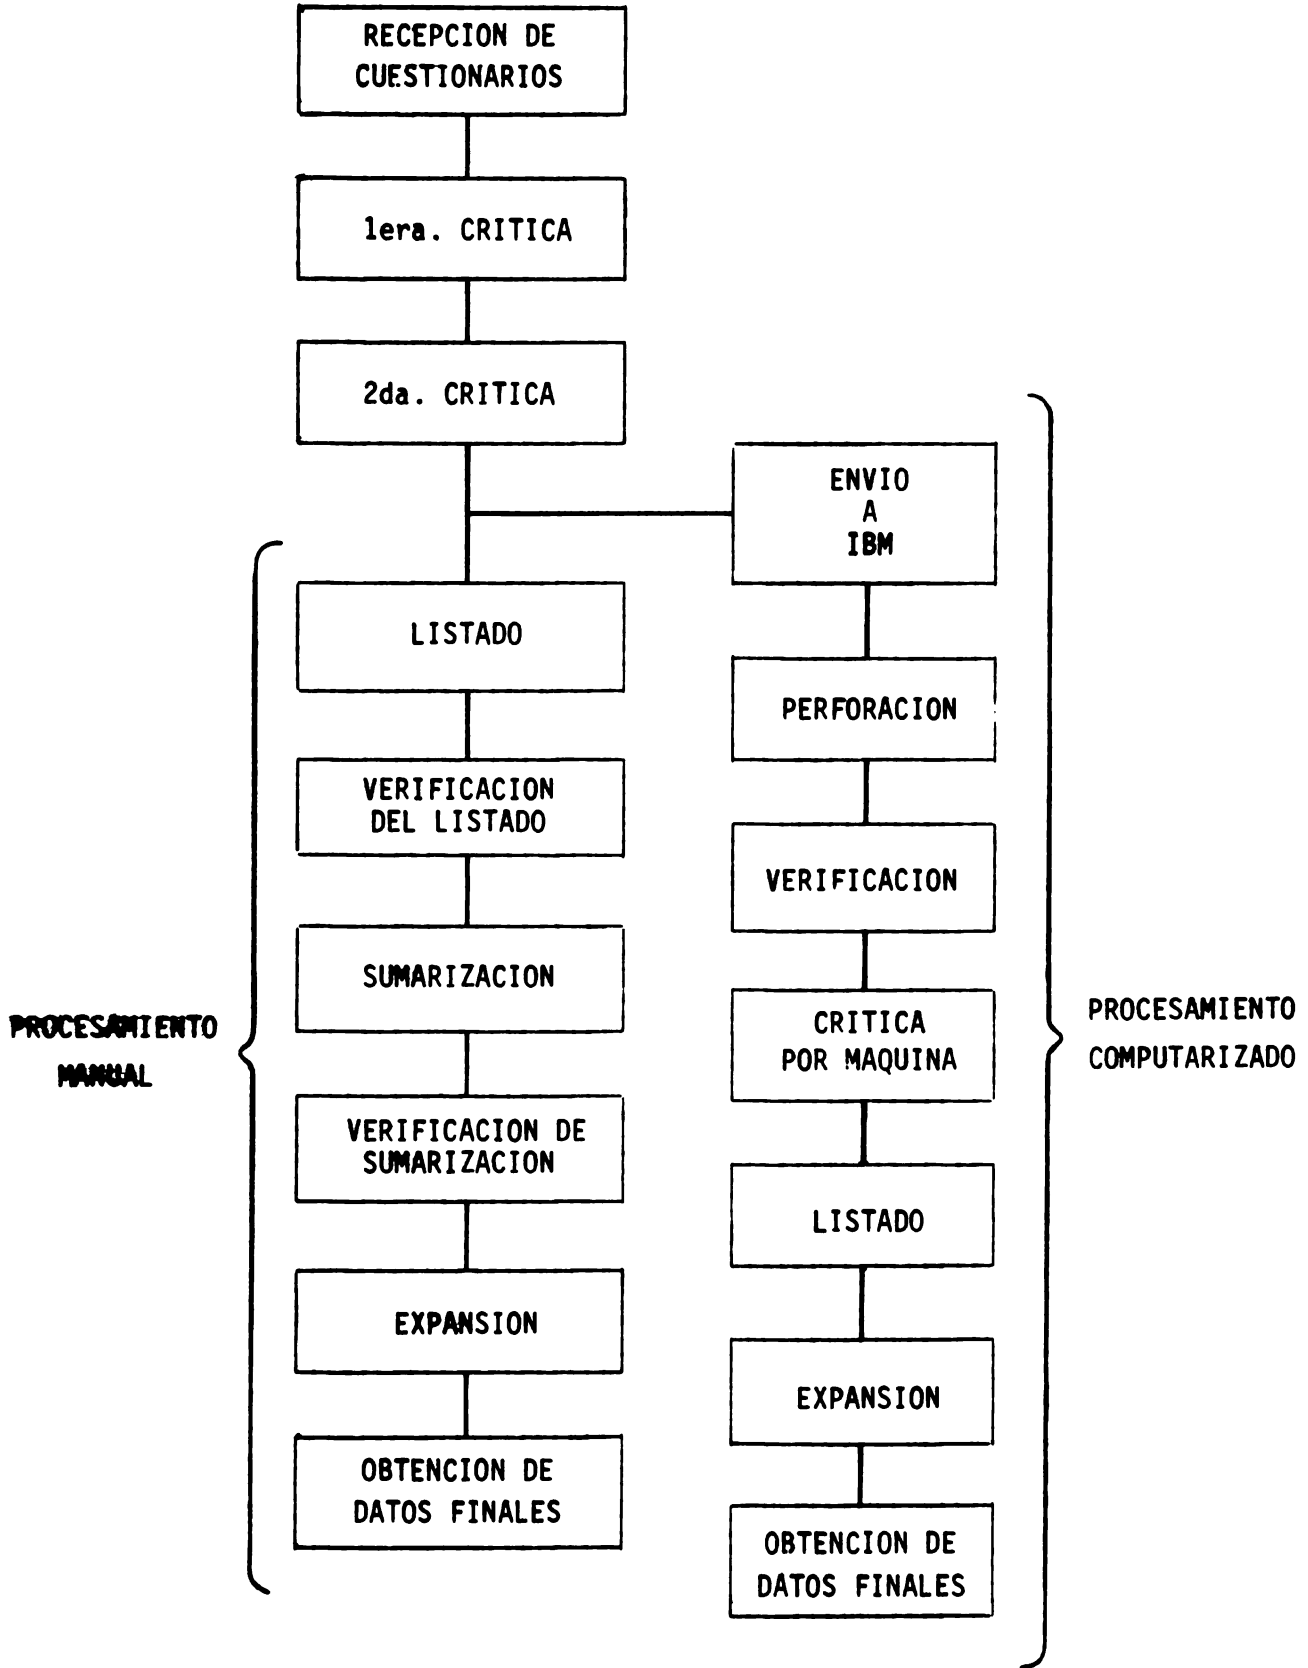 RECEPCION DE
CUESTIONARIOS
1era. CRITICA
2da. CRITICA
ENVIO
A
IBM
LISTADO
PERFORACION
VERIFICACION
DEL LISTADO
VERIFICACION
SUMARIZACION
PROCESAMIENTO
MANUAL
CRITICA
POR MAQUINA
PROCESAMIENTO
COMPUTARIZADO
VERIFICACION DE
SUMARIZACION
LISTADO
EXPANSION
EXPANSION
OBTENCION DE
DATOS FINALES
OBTENCION DE
DATOS FINALES